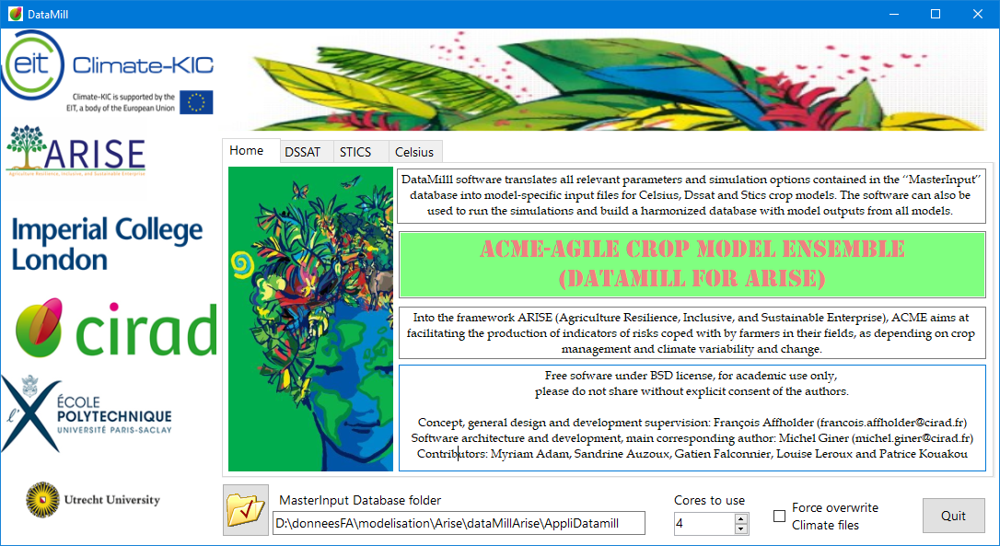 DataMill
eit Climate-KIC
Climate-KIC is supported by the
EIT, a body of the European Union
ARISE
Agriculture Resilience, Inclusive, and Sustainable Enterprise
Imperial College
London
cirad
l'X
ÉCOLE
POLYTECHNIQUE
UNIVERSITÉ PARIS-SACLAY
Utrecht University
Home DSSAT STICS Celsius
DataMilll software translates all relevant parameters and simulation options contained in the “MasterInput”
database into model-specific input files for Celsius, Dssat and Stics crop models. The software can also be
used to run the simulations and build a harmonized database with model outputs from all models.
ACME-AGILE CROP MODEL ENSEMBLE
(DATAMILL FOR ARISE)
Into the framework ARISE (Agriculture Resilience, Inclusive, and Sustainable Enterprise), ACME aims at
facilitating the production of indicators of risks coped with by farmers in their fields, as depending on crop
management and climate variability and change.
Free sofware under BSD license, for academic use only,
please do not share without explicit consent of the authors.
Concept, general design and development supervision: François Affholder (francois.affholder@cirad.fr)
Software architecture and development, main corresponding author: Michel Giner (michel.giner@cirad.fr)
Contributors: Myriam Adam, Sandrine Auzoux, Gatien Falconnier, Louise Leroux and Patrice Kouakou
MasterInput Database folder
D:\donneesFA\modelisation\Arise\dataMillArise\AppliDatamill
Cores to use
4
Force overwrite
Climate files
Quit